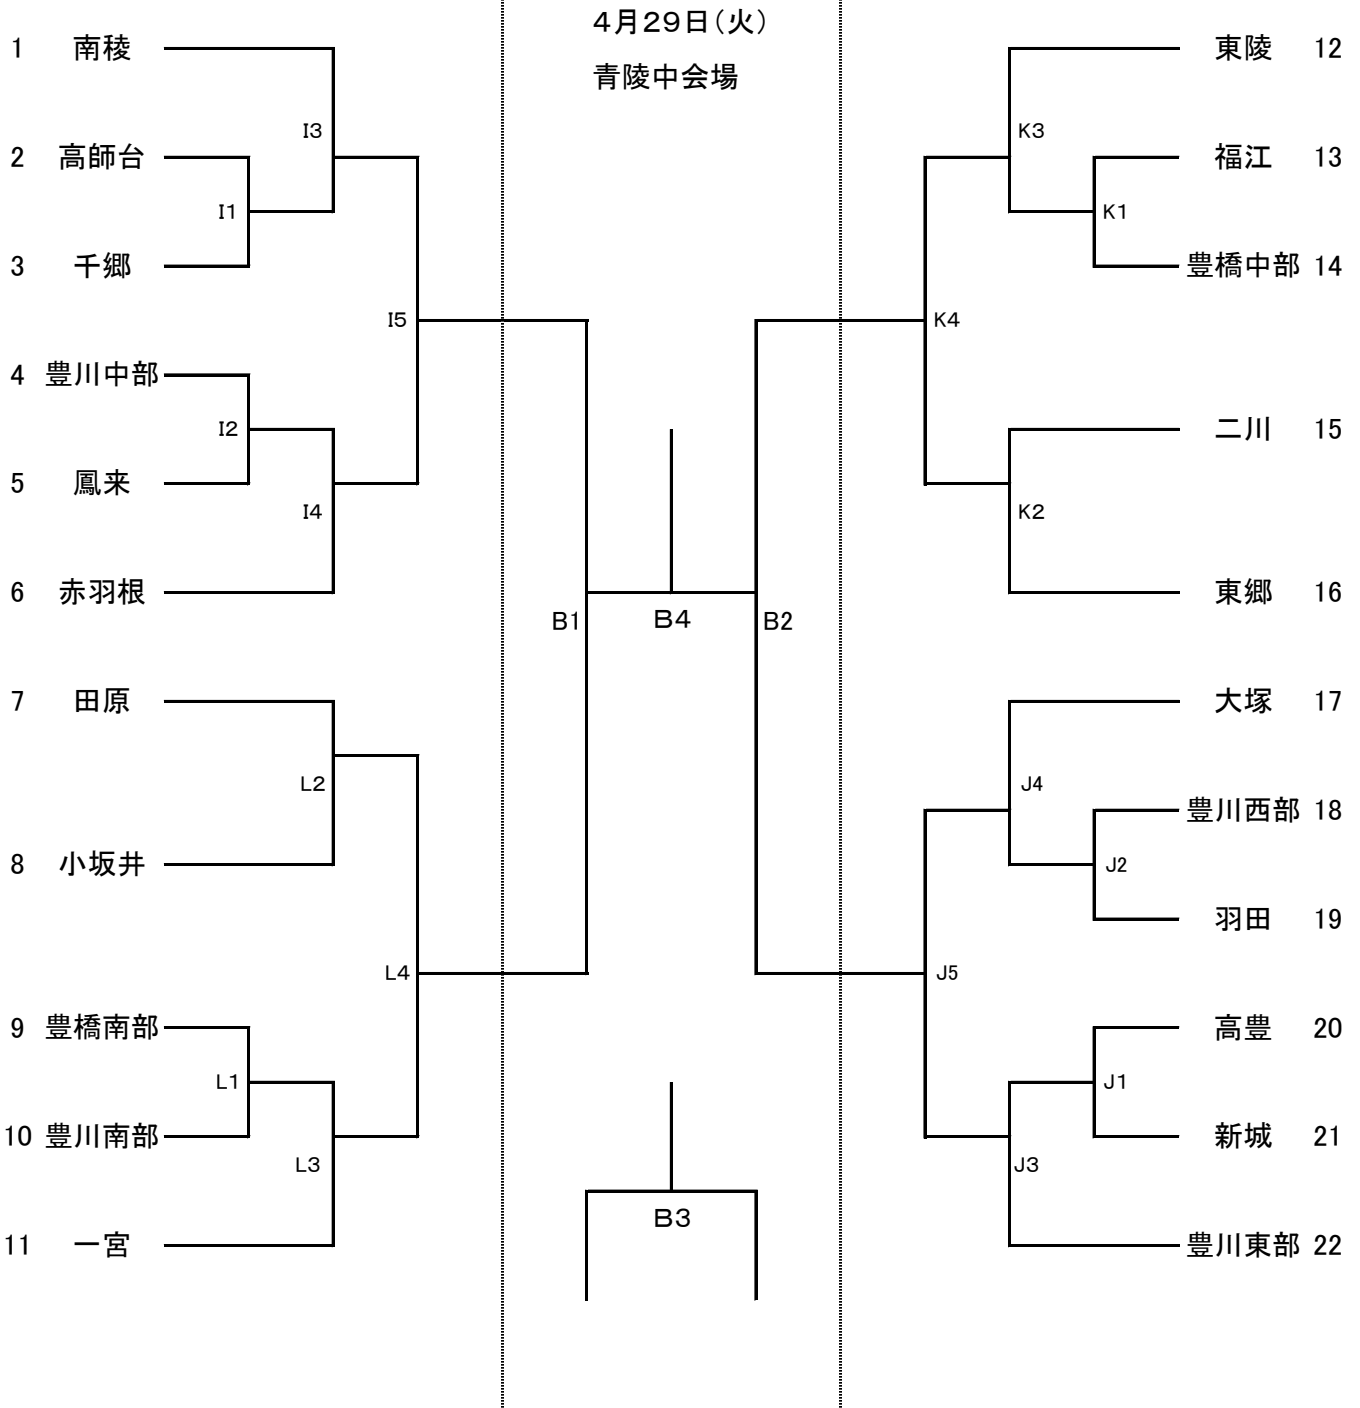 4月29日(火)
青陵中会場
1 南稜
I3
2 高師台
I1
3 千郷
I5
4 豊川中部
I2
5 鳳来
I4
6 赤羽根
7 田原
L2
8 小坂井
L4
9 豊橋南部
L1
10 豊川南部
L3
11 一宮
B1
B4
B2
B3
東陵 12
K3
福江 13
K1
豊橋中部 14
K4
二川 15
K2
東郷 16
大塚 17
J4
豊川西部 18
J2
羽田 19
J5
高豊 20
J1
新城 21
J3
豊川東部 22